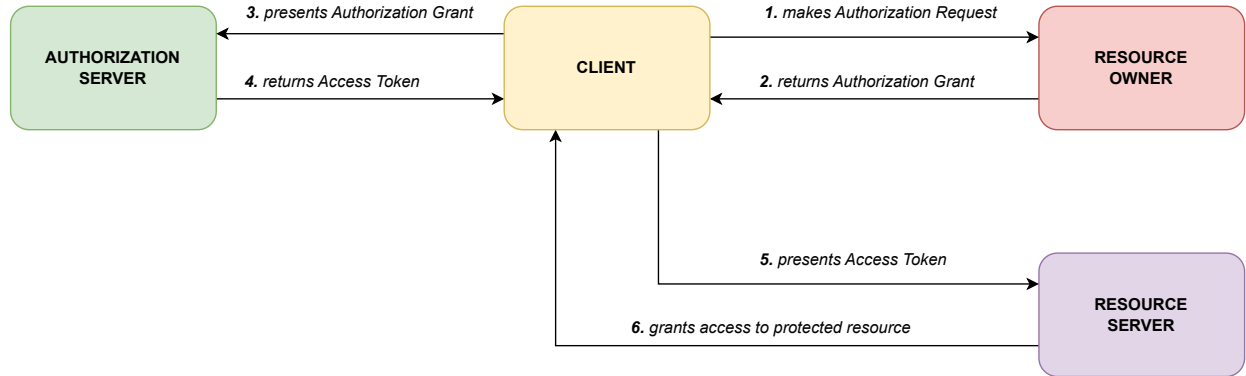 3. presents Authorization Grant
1. makes Authorization Request
AUTHORIZATION
SERVER
CLIENT
RESOURCE
OWNER
4. returns Access Token
2. returns Authorization Grant
5. presents Access Token
6. grants access to protected resource
RESOURCE
SERVER